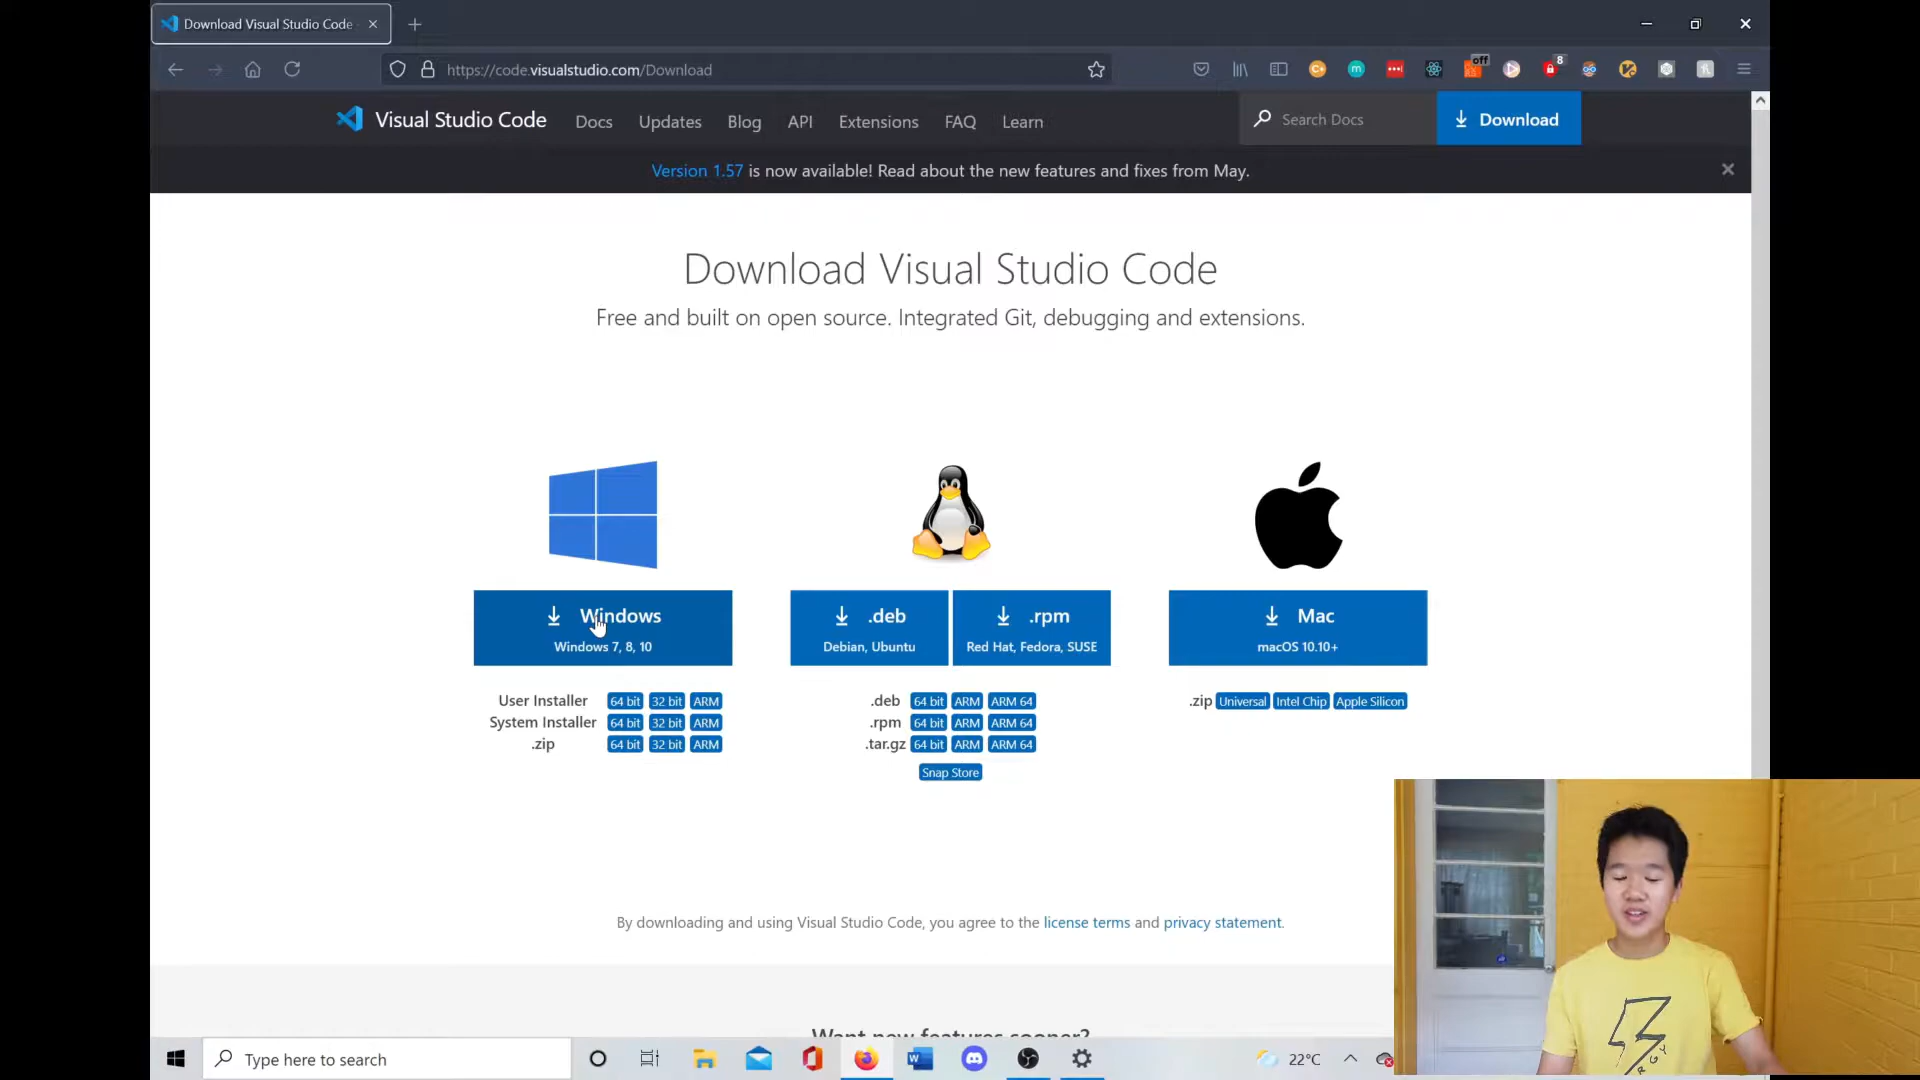 Download Visual Studio Code
https://code.visualstudio.com/Download
off
8
Visual Studio Code Docs Updates Blog API Extensions FAQ Learn Search Docs Download
Version 1.57 is now available! Read about the new features and fixes from May.
Download Visual Studio Code
Free and built on open source. Integrated Git, debugging and extensions.
Windows
Windows 7, 8, 10
.deb
Debian, Ubuntu
.rpm
Red Hat, Fedora, SUSE
Mac
macOS 10.10+
User Installer 64 bit 32 bit ARM
System Installer 64 bit 32 bit ARM
.zip 64 bit 32 bit ARM
.deb 64 bit ARM ARM 64
.rpm 64 bit ARM ARM 64
.tar.gz 64 bit ARM ARM 64
Snap Store
.zip Universal Intel Chip Apple Silicon
By downloading and using Visual Studio Code, you agree to the license terms and privacy statement.
Want new features sooner?
Type here to search
22°C